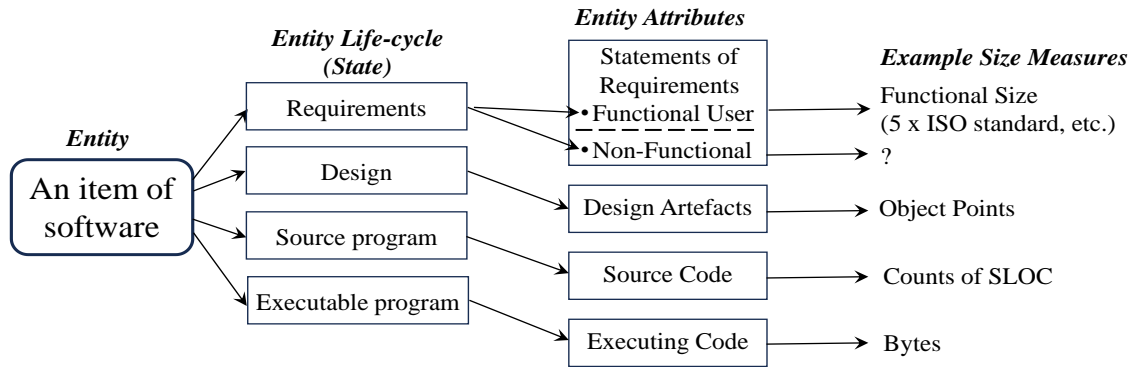 Entity Attributes
Entity Life-cycle
(State)
Example Size Measures
Statements of
Requirements
• Functional User
• Non-Functional
Requirements
Functional Size
(5 x ISO standard, etc.)
?
Entity
An item of
software
Design
Design Artefacts
Object Points
Source program
Source Code
Counts of SLOC
Executable program
Executing Code
Bytes